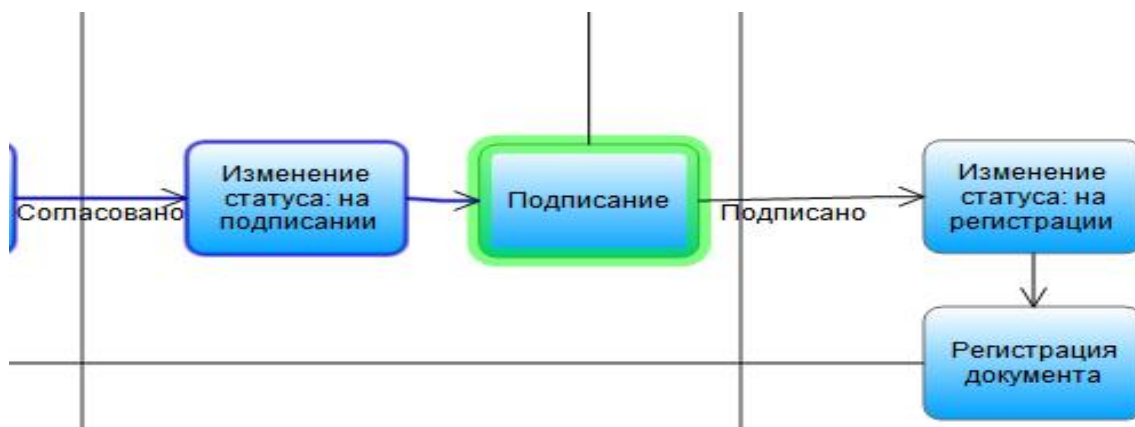 Согласовано
Изменение
статуса: на
подписании
Подписание
Подписано
Изменение
статуса: на
регистрации
Регистрация
документа